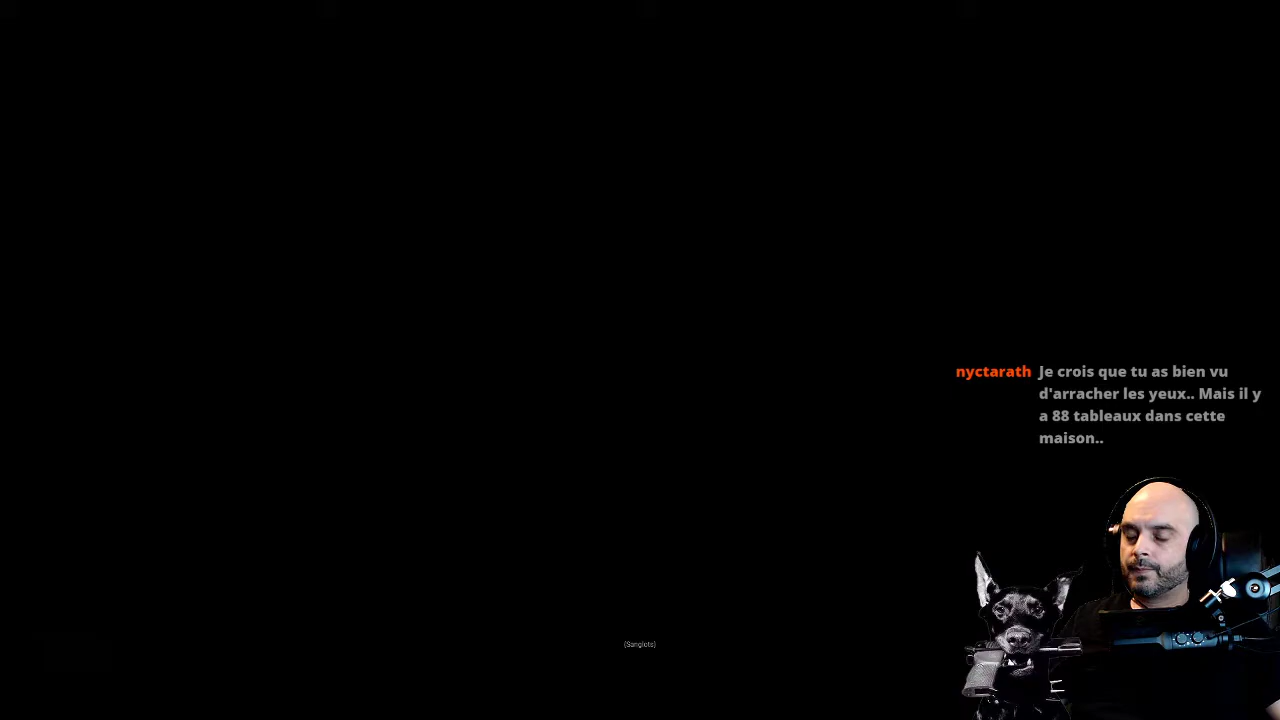 nyctarath Je crois que tu as bien vu
d'arracher les yeux.. Mais il y
a 88 tableaux dans cette
maison..
(Sanglots)